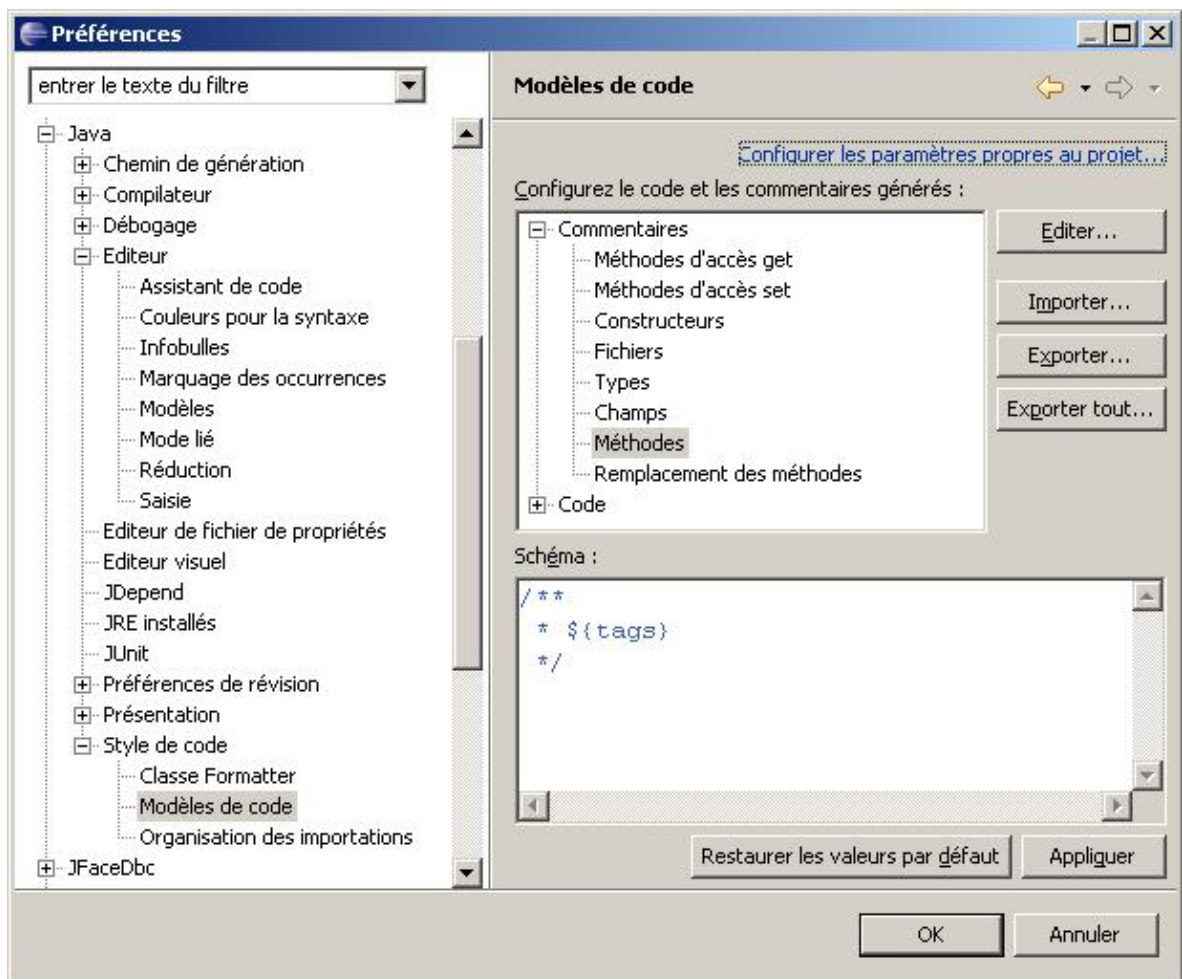 Préférences
entrer le texte du filtre
Java
Chemin de génération
Compilateur
Débogage
Editeur
Assistant de code
Couleurs pour la syntaxe
Infobulles
Marquage des occurrences
Modèles
Mode lié
Réduction
Saisie
Editeur de fichier de propriétés
Editeur visuel
JDepend
JRE installés
JUnit
Préférences de révision
Présentation
Style de code
Classe Formatter
Modèles de code
Organisation des importations
JFaceDbc
Modèles de code
Configurer les paramètres propres au projet...
Configurez le code et les commentaires générés :
Commentaires
Méthodes d'accès get
Méthodes d'accès set
Constructeurs
Fichiers
Types
Champs
Méthodes
Remplacement des méthodes
Code
Editer...
Importer...
Exporter...
Exporter tout...
Schéma :
/**
 * ${tags}
 */
Restaurer les valeurs par défaut
Appliquer
OK
Annuler